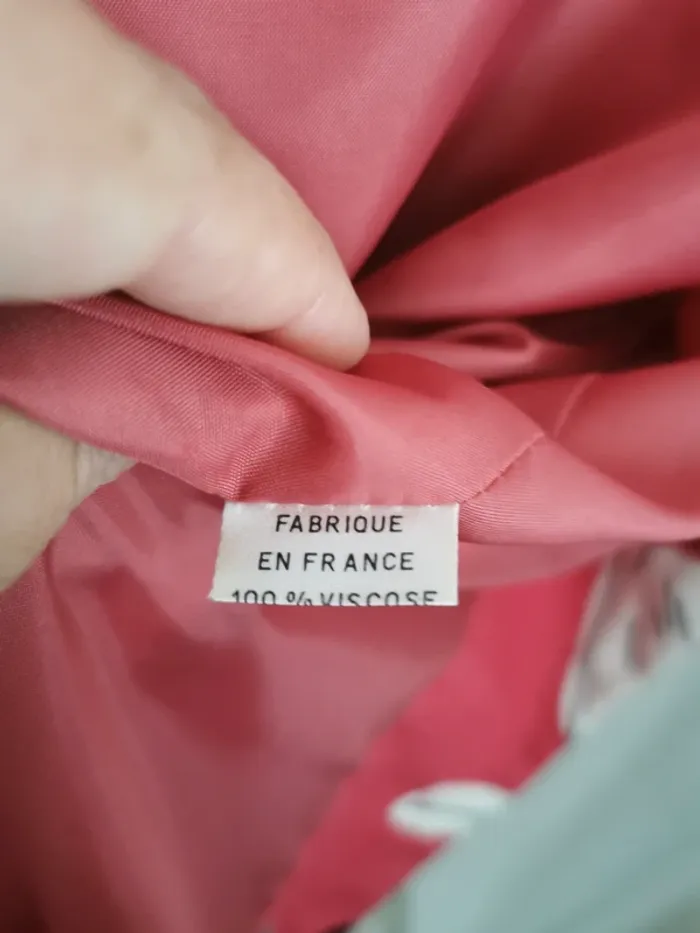 FABRIQUE
EN FRANCE
100 % VISCOSE